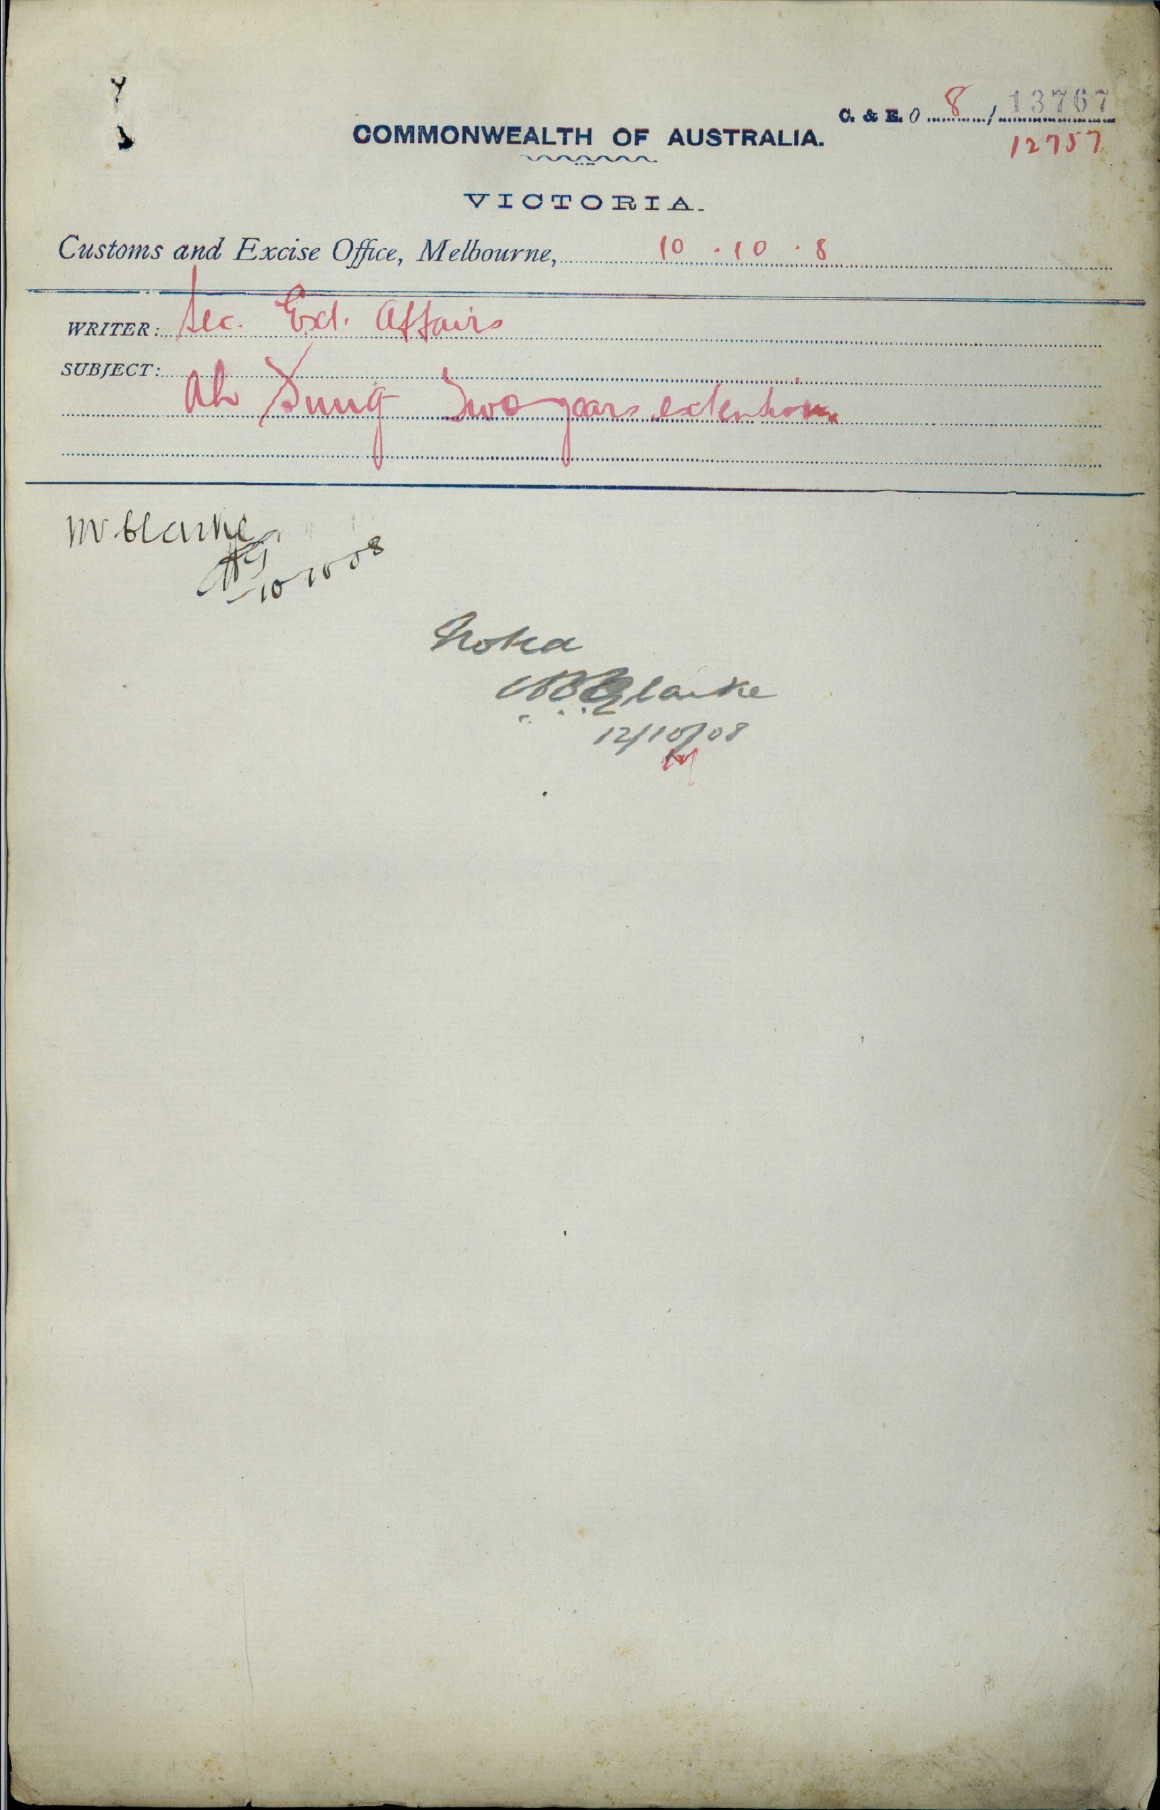 C. & E. 08/13767
12757
COMMONWEALTH OF AUSTRALIA.
VICTORIA.
Customs and Excise Office, Melbourne, 10.10.8
WRITER: Sec. Ext. Affairs
SUBJECT:
Ah Sung Two years extention
Mr Clarke
10 10 08
Noted
Clarke
12/10/08